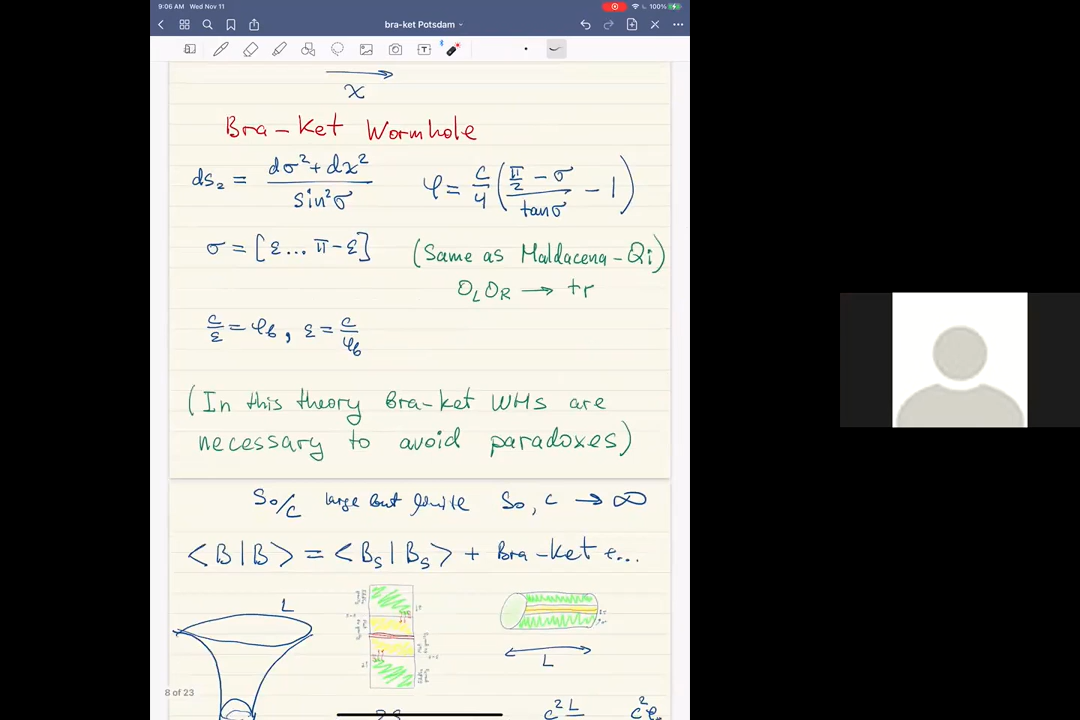 9:06 AM Wed Nov 11
100%
bra-ket Potsdam
x
Bra-Ket Wormhole
ds₂ = (dσ² + dx²) / sin²σ
φ = c/4 ((π/2 - σ)/tanσ - 1)
σ = [ε... π-ε]
(Same as Maldacena-Qi)
O_L O_R → tr
c/ε = φ_b, ε = c/φ_b
(In this theory Bra-ket WHs are
necessary to avoid paradoxes)
S₀/c large but finite S₀, c → ∞
<B|B> = <B_S|B_S> + Bra-ket
L
L
8 of 23